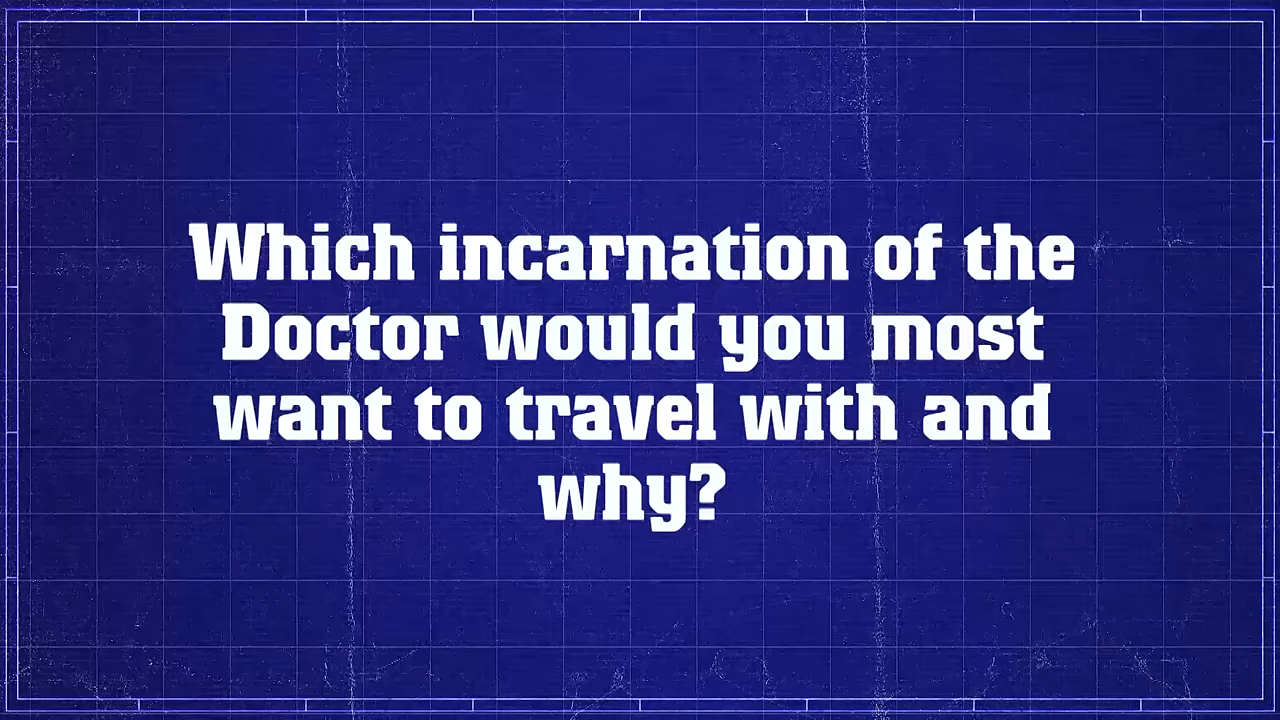 Which incarnation of the
Doctor would you most
want to travel with and
why?